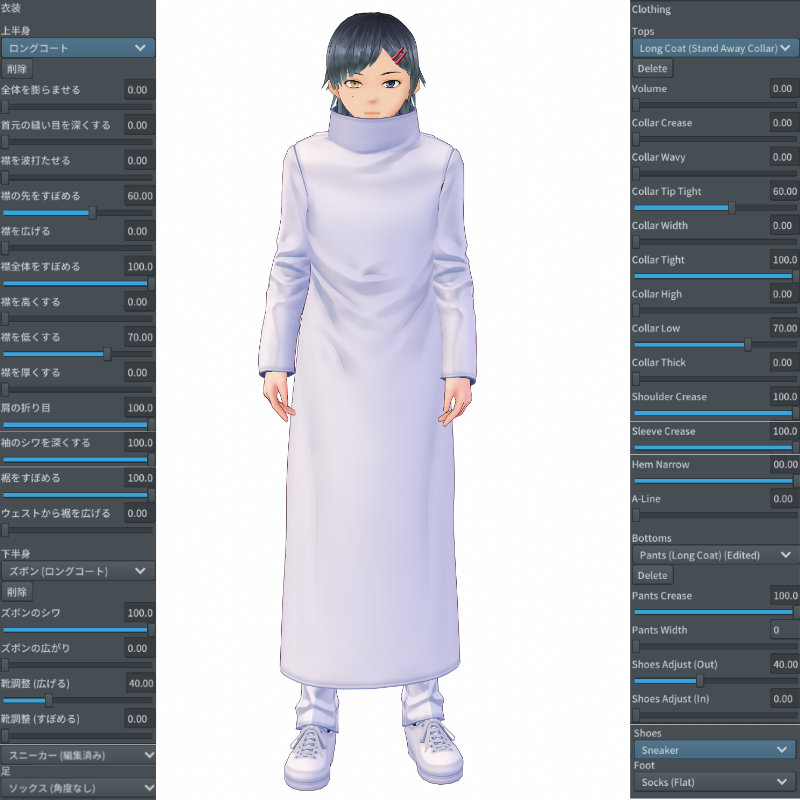 衣装
上半身
ロングコート
削除
全体を膨らませる 0.00
首元の縫い目を深くする 0.00
襟を波打たせる 0.00
襟の先をすぼめる 60.00
襟を広げる 0.00
襟全体をすぼめる 100.0
襟を高くする 0.00
襟を低くする 70.00
襟を厚くする 0.00
肩の折り目 100.0
袖のシワを深くする 100.0
裾をすぼめる 100.0
ウェストから裾を広げる 0.00
下半身
ズボン (ロングコート)
削除
ズボンのシワ 100.0
ズボンの広がり 0.00
靴調整 (広げる) 40.00
靴調整 (すぼめる) 0.00
スニーカー (編集済み)
足
ソックス (角度なし)
Clothing
Tops
Long Coat (Stand Away Collar)
Delete
Volume 0.00
Collar Crease 0.00
Collar Wavy 0.00
Collar Tip Tight 60.00
Collar Width 0.00
Collar Tight 100.0
Collar High 0.00
Collar Low 70.00
Collar Thick 0.00
Shoulder Crease 100.0
Sleeve Crease 100.0
Hem Narrow 00.00
A-Line 0.00
Bottoms
Pants (Long Coat) (Edited)
Delete
Pants Crease 100.0
Pants Width 0
Shoes Adjust (Out) 40.00
Shoes Adjust (In) 0.00
Shoes
Sneaker
Foot
Socks (Flat)